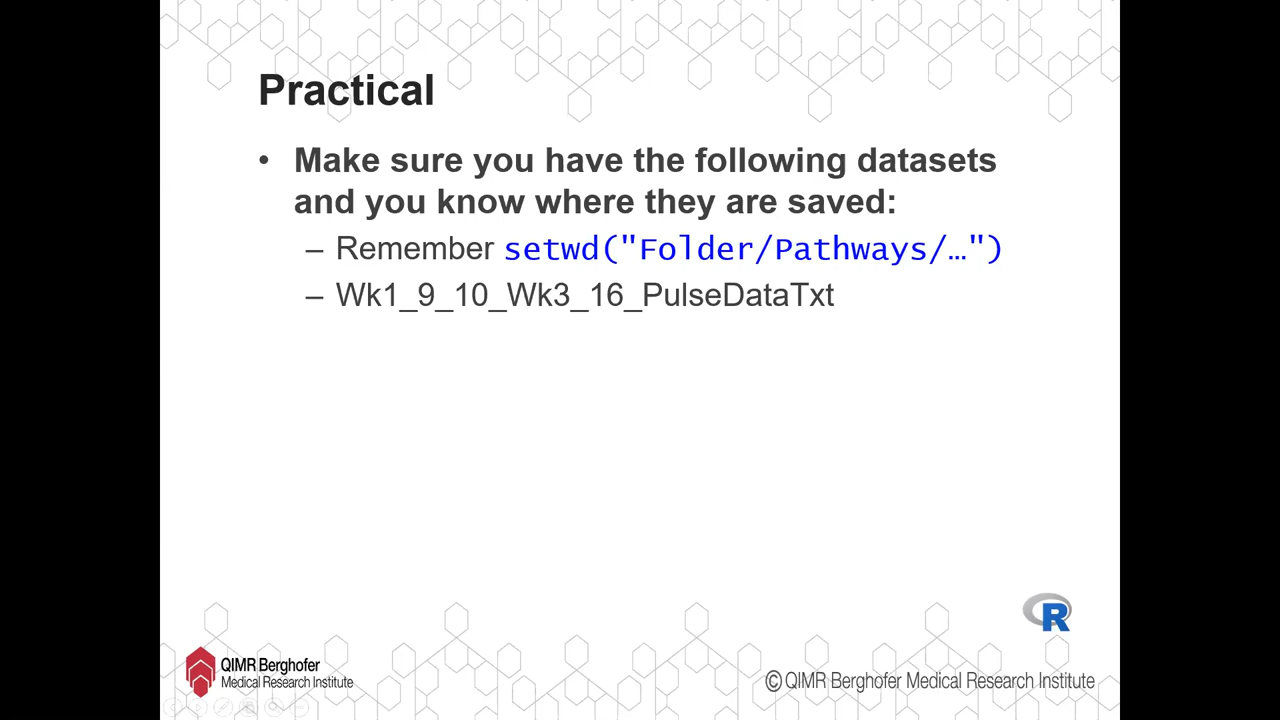 Practical
• Make sure you have the following datasets
and you know where they are saved:
– Remember setwd("Folder/Pathways/…")
– Wk1_9_10_Wk3_16_PulseDataTxt
R
QIMR Berghofer
Medical Research Institute
© QIMR Berghofer Medical Research Institute